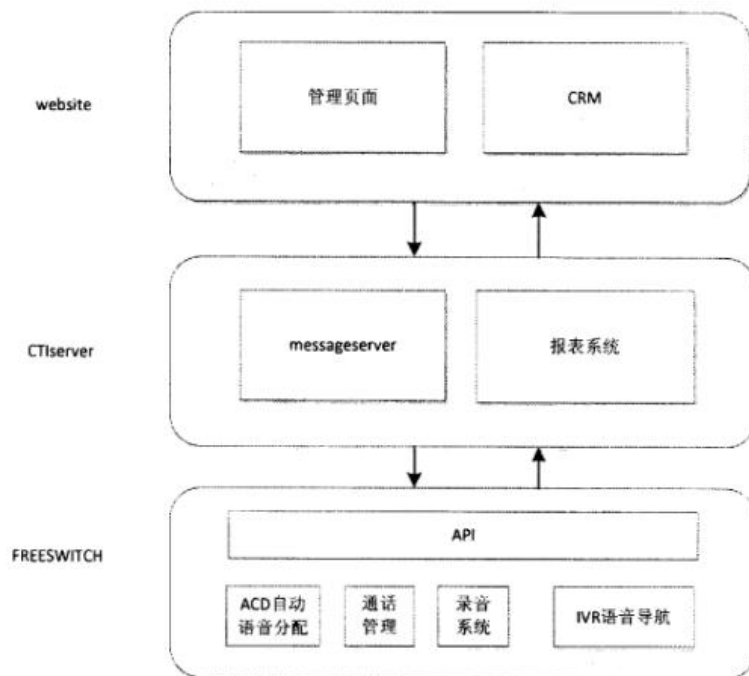 website
管理页面
CRM
CTIserver
messageserver
报表系统
FREESWITCH
API
ACD自动
语音分配
通话
管理
录音
系统
IVR语音导航